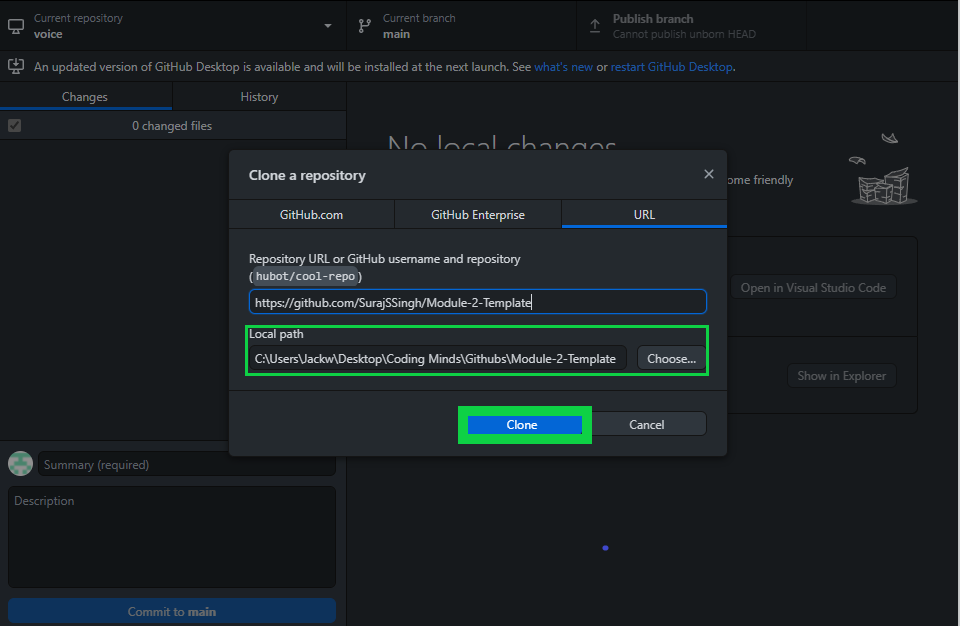 Current repository
voice
Current branch
main
Publish branch
Cannot publish unborn HEAD
An updated version of GitHub Desktop is available and will be installed at the next launch. See what's new or restart GitHub Desktop.
Changes
History
0 changed files
No local changes
ome friendly
Clone a repository
GitHub.com
GitHub Enterprise
URL
Repository URL or GitHub username and repository
(hubot/cool-repo)
https://github.com/SurajSSingh/Module-2-Template
Local path
C:\Users\Jackw\Desktop\Coding Minds\Githubs\Module-2-Template
Choose...
Clone
Cancel
Open in Visual Studio Code
Show in Explorer
Summary (required)
Description
Commit to main